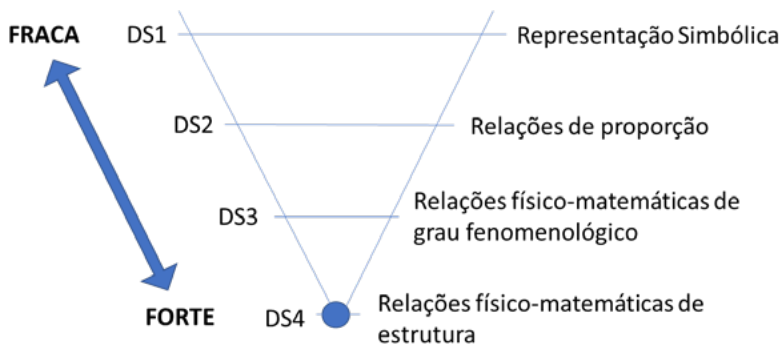 FRACA DS1 Representação Simbólica
DS2 Relações de proporção
DS3 Relações físico-matemáticas de
grau fenomenológico
FORTE DS4 Relações físico-matemáticas de
estrutura